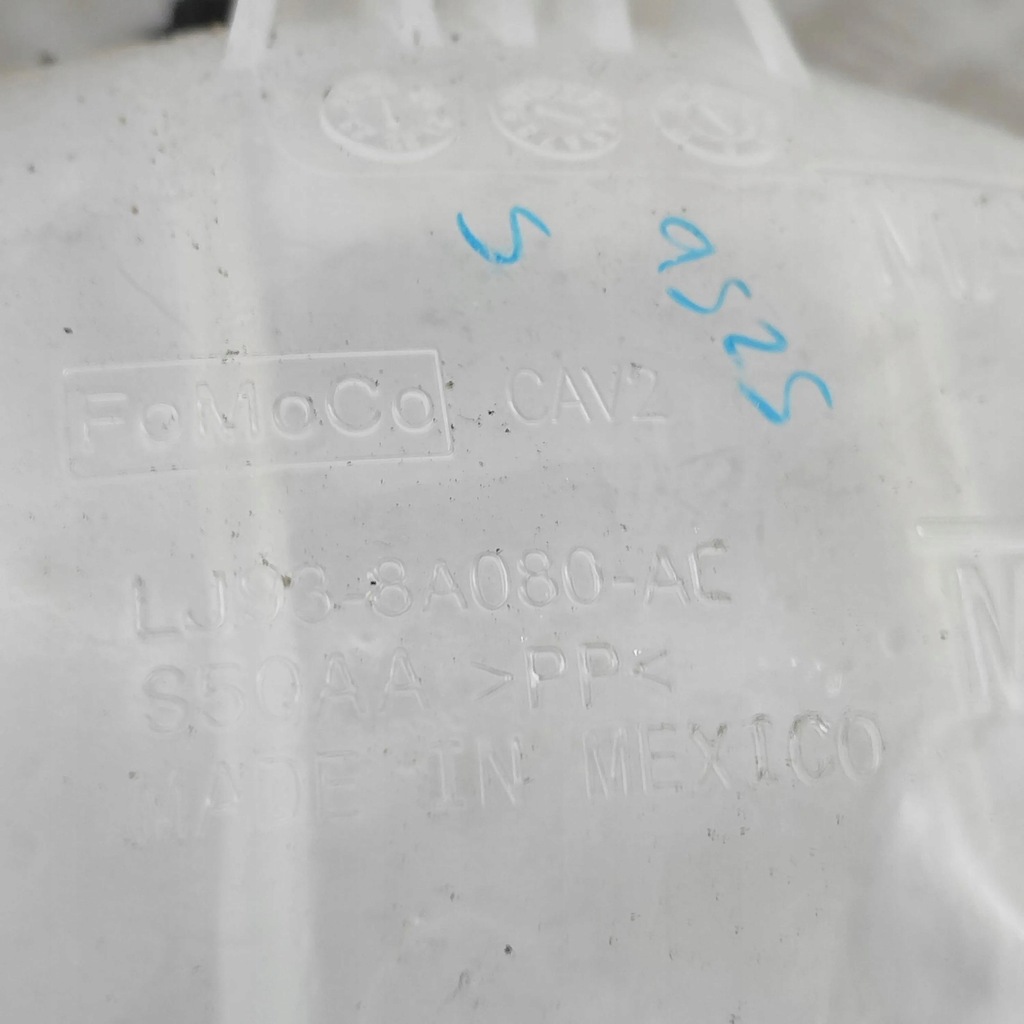 S
9525
FoMoCo CAV2
LJ98-8A080-AC
S50AA >PP<
MADE IN MEXICO